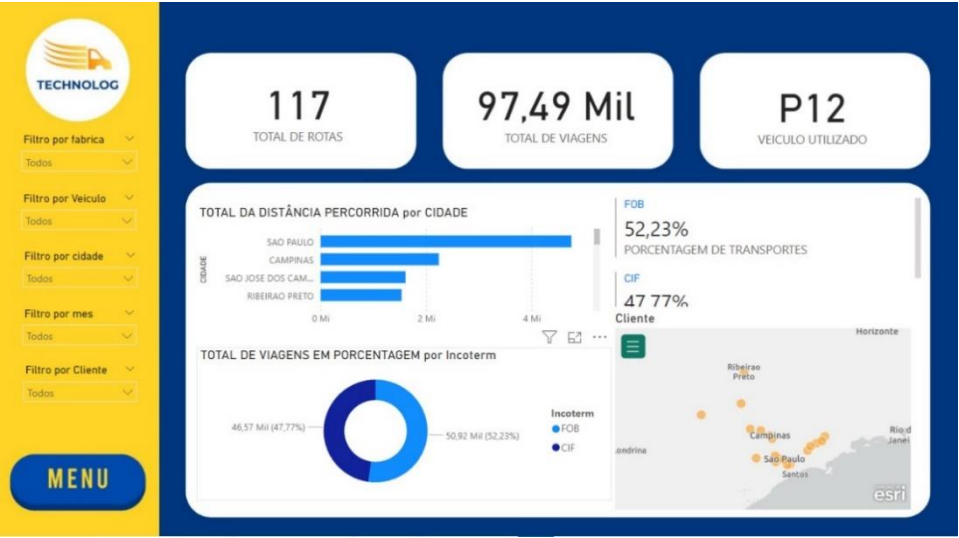 TECHNOLOG
Filtro por fabrica
Todos
Filtro por Veiculo
Todos
Filtro por cidade
Todos
Filtro por mes
Todos
Filtro por Cliente
Todos
MENU
117
TOTAL DE ROTAS
97,49 Mil
TOTAL DE VIAGENS
P12
VEICULO UTILIZADO
TOTAL DA DISTÂNCIA PERCORRIDA por CIDADE
CIDADE
SAO PAULO
CAMPINAS
SAO JOSE DOS CAM...
RIBEIRAO PRETO
0 Mi
2 Mi
4 Mi
TOTAL DE VIAGENS EM PORCENTAGEM por Incoterm
46,57 Mil (47,77%)
50,92 Mil (52,23%)
Incoterm
FOB
CIF
FOB
52,23%
PORCENTAGEM DE TRANSPORTES
CIF
47,77%
Cliente
Horizonte
Ribeirao
Preto
Campinas
Rio d
Janei
ondrina
São Paulo
Santos
esri